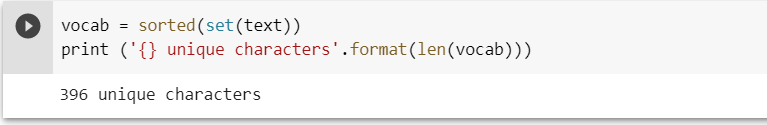 vocab = sorted(set(text))
print ('{} unique characters'.format(len(vocab)))
396 unique characters